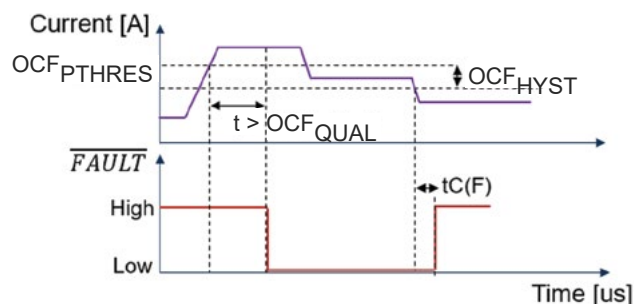 Current [A]
OCFPTHRES
OCFHYST
t > OCFQUAL
FAULT
tC(F)
High
Low
Time [us]